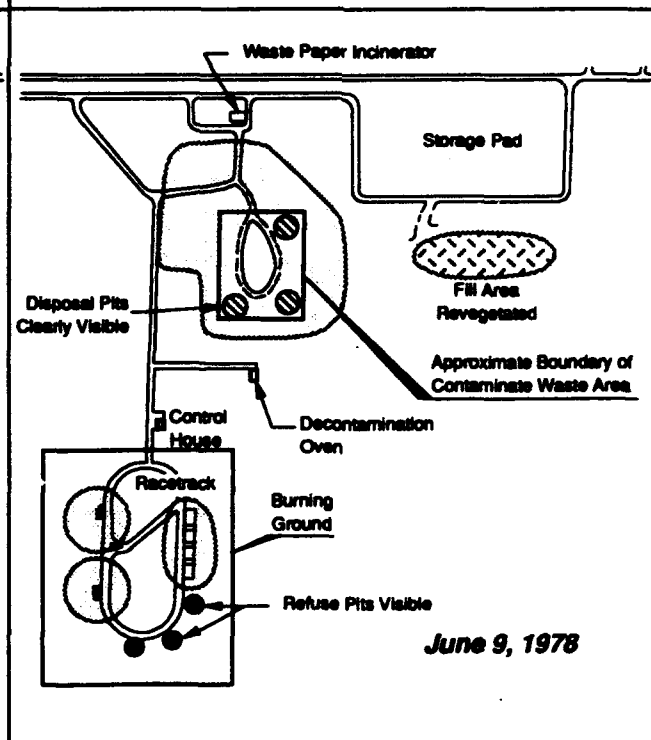 Waste Paper Incinerator
Storage Pad
Fill Area
Revegetated
Disposal Pits
Clearly Visible
Approximate Boundary of
Contaminate Waste Area
Control
House
Decontamination
Oven
Racetrack
Burning
Ground
Refuse Pits Visible
June 9, 1978